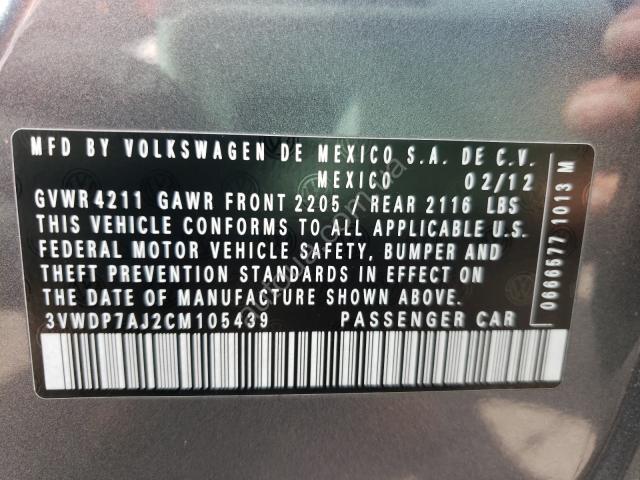 MFD BY VOLKSWAGEN DE MEXICO S.A. DE C.V.
MEXICO 02/12
GVWR 4211 GAWR FRONT 2205 REAR 2116 LBS
THIS VEHICLE CONFORMS TO ALL APPLICABLE U.S.
FEDERAL MOTOR VEHICLE SAFETY, BUMPER AND
THEFT PREVENTION STANDARDS IN EFFECT ON
THE DATE OF MANUFACTURE SHOWN ABOVE.
3VWDP7AJ2CM105439 PASSENGER CAR
0666577 1013 M